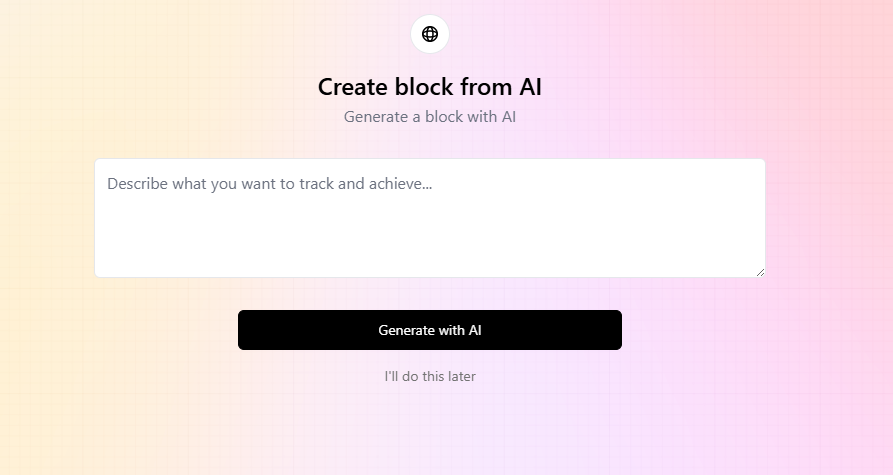 Create block from AI
Generate a block with AI
Describe what you want to track and achieve...
Generate with AI
I'll do this later